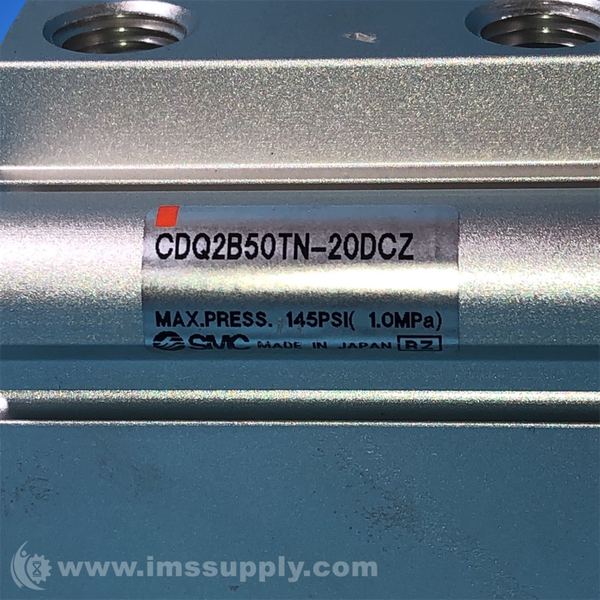 CDQ2B50TN-20DCZ
MAX.PRESS. 145PSI( 1.0MPa)
SMC MADE IN JAPAN RZ
www.imssupply.com